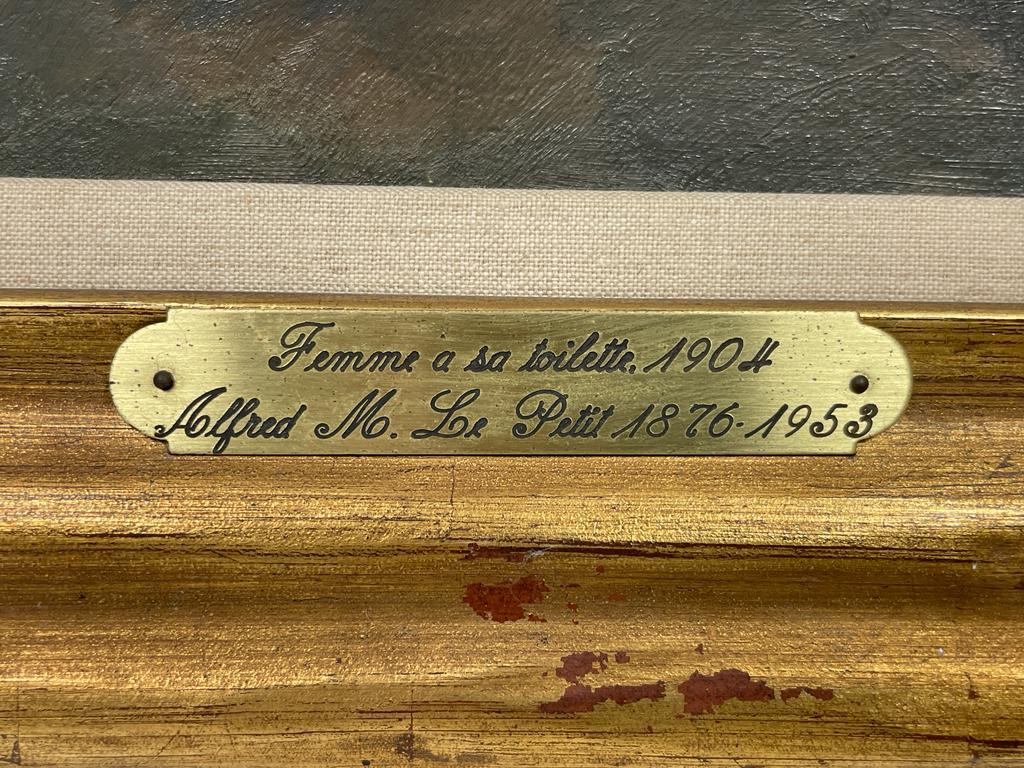 Femme a sa toilette, 1904
Alfred M. Le Petit 1876-1953